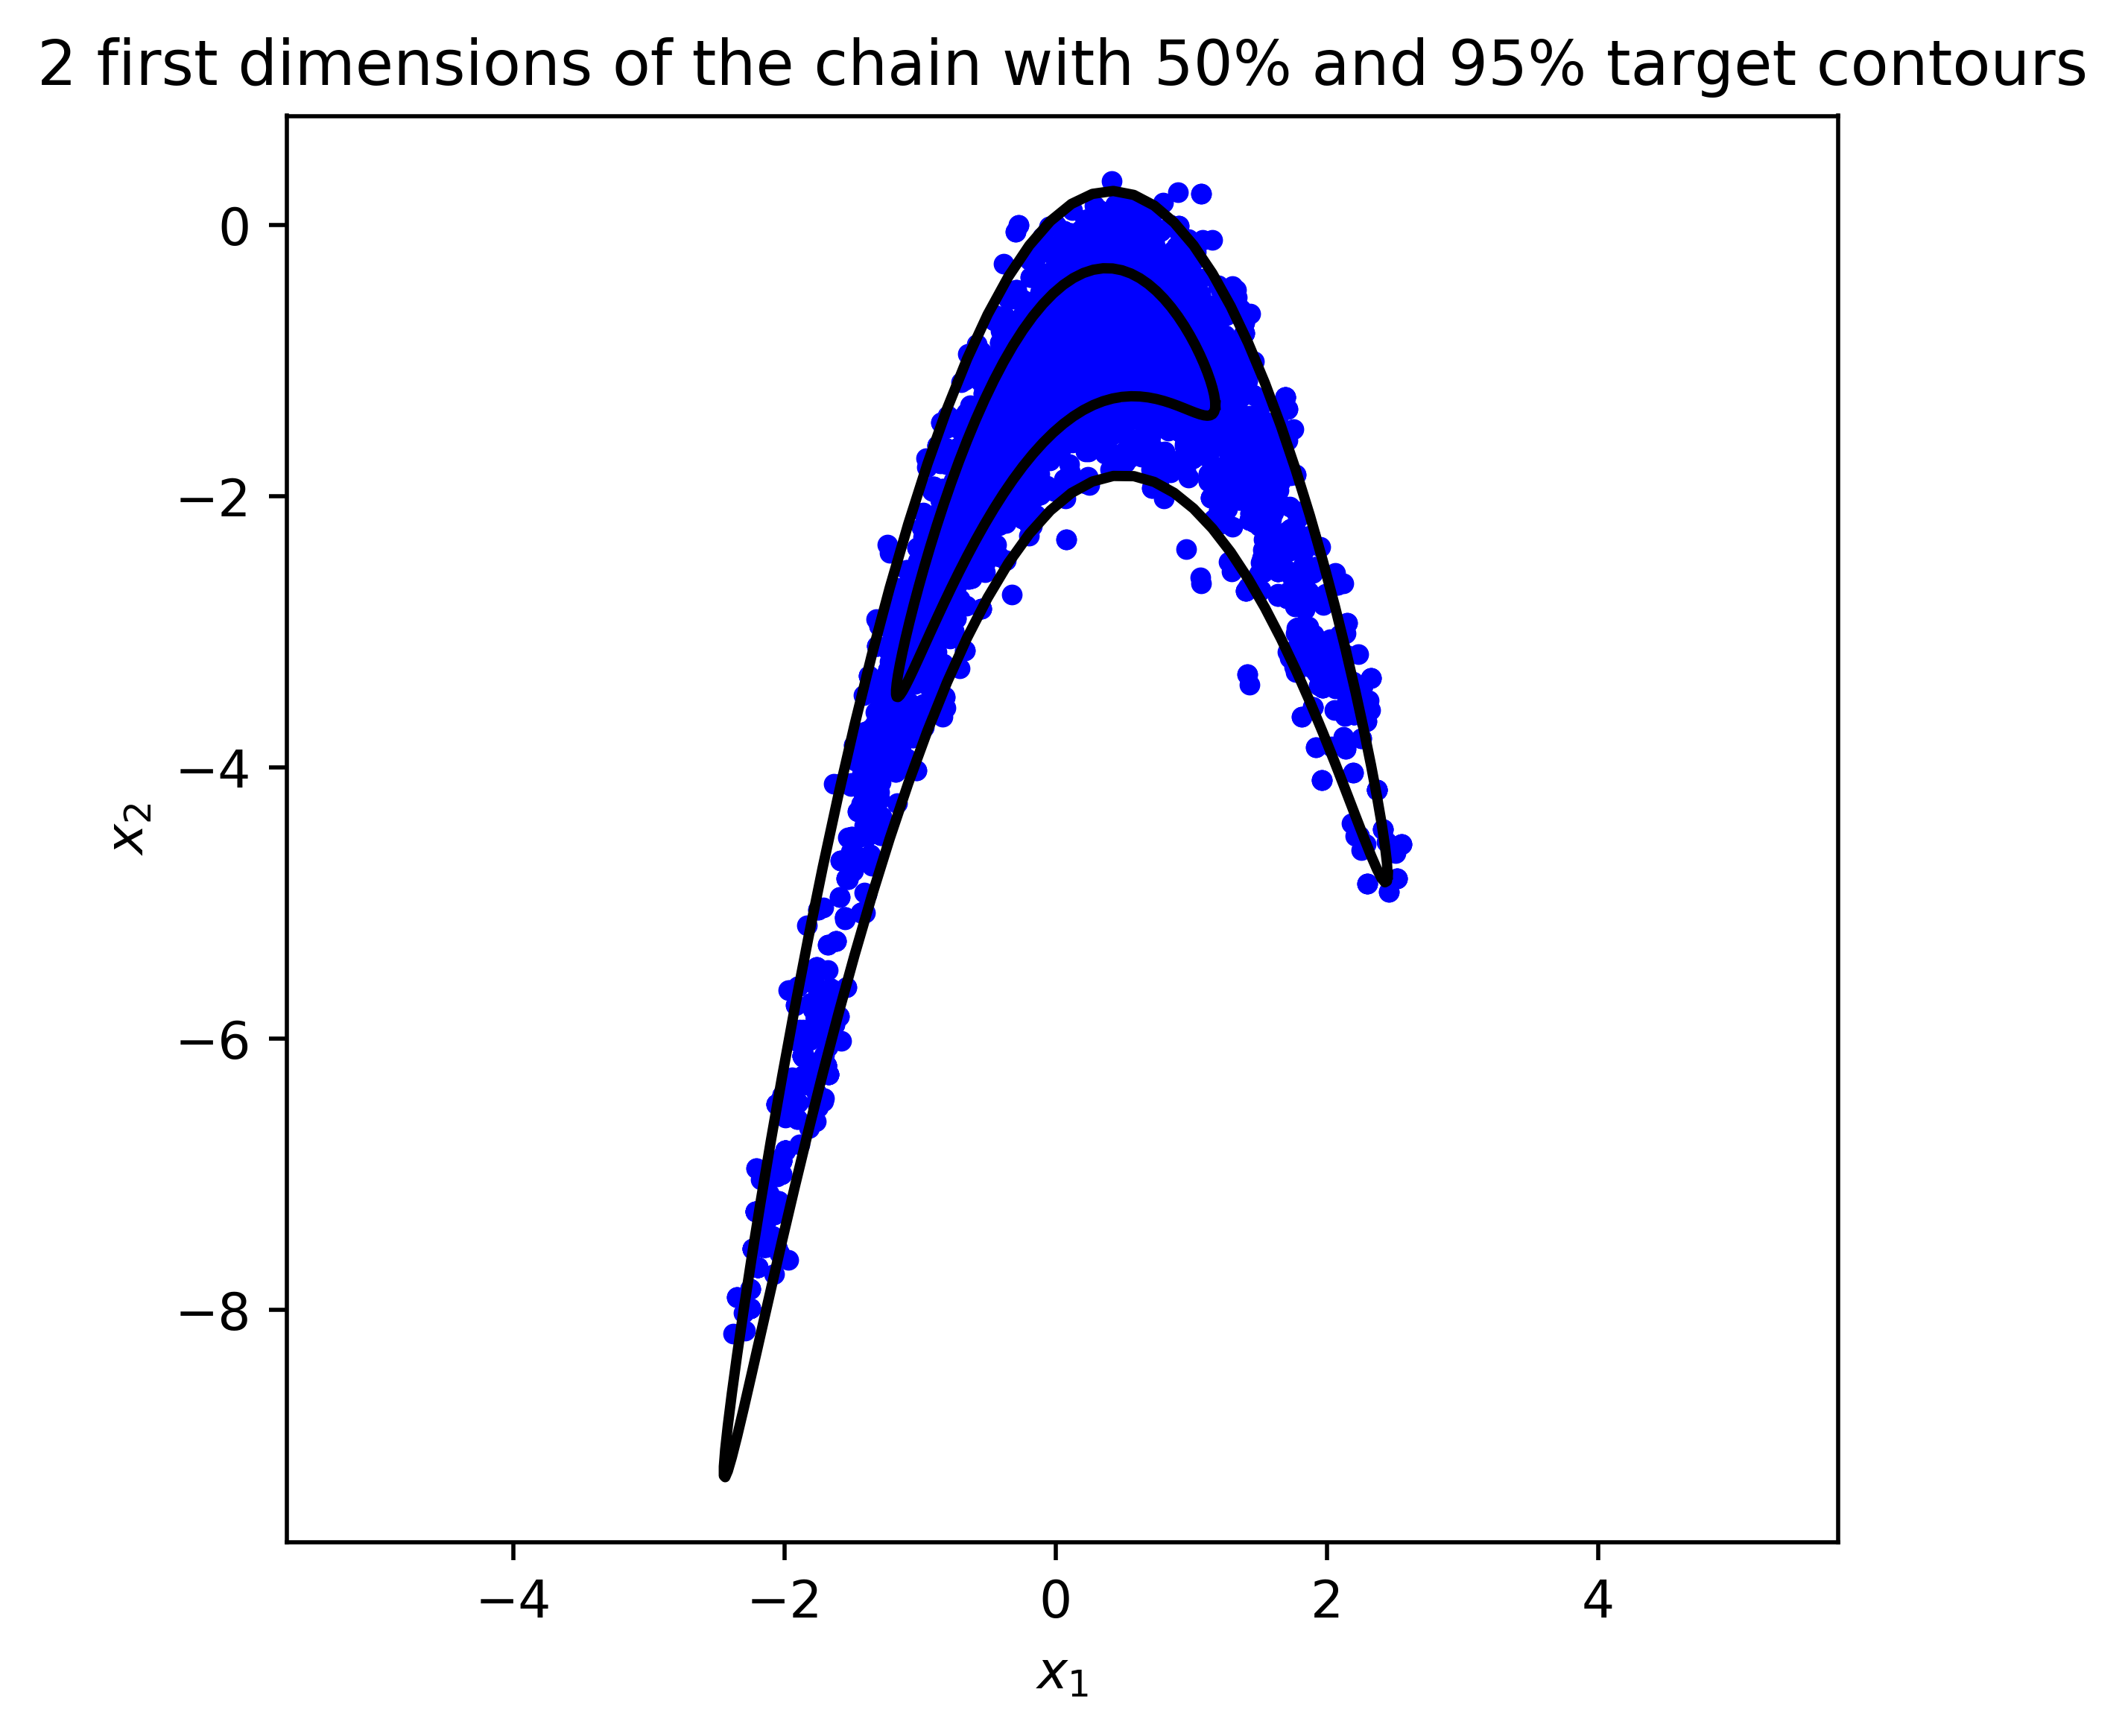 2 first dimensions of the chain with 50% and 95% target contours
0
−2
−4
−6
−8
x₂
−4 −2 0 2 4
x₁